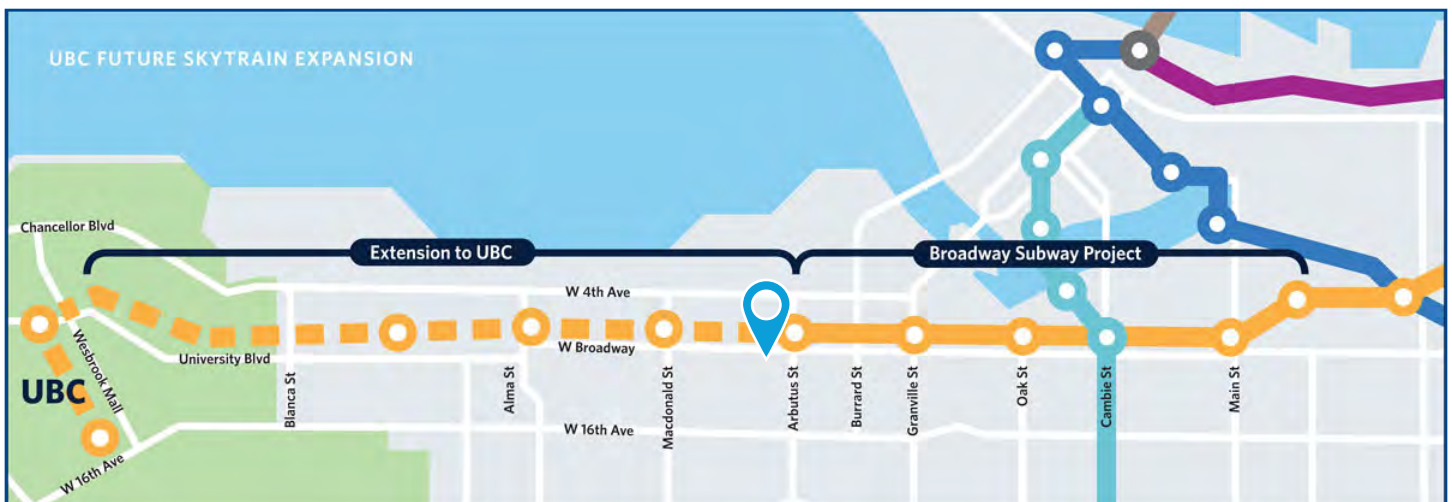 UBC FUTURE SKYTRAIN EXPANSION
Chancellor Blvd
Extension to UBC
Broadway Subway Project
W 4th Ave
W Broadway
University Blvd
Wesbrook Mall
UBC
Blanca St
Alma St
Macdonald St
Arbutus St
Burrard St
Granville St
Oak St
Cambie St
Main St
W 16th Ave
W 16th Ave